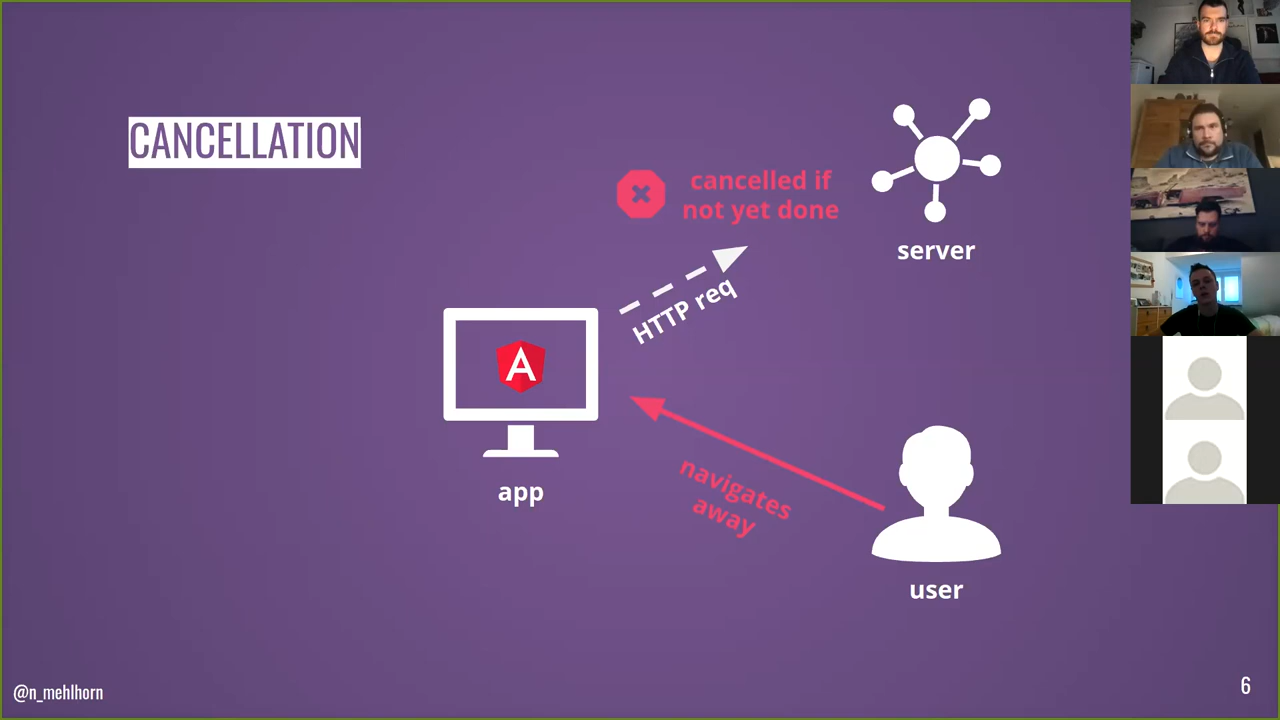 CANCELLATION
cancelled if
not yet done
server
HTTP req
A
app
navigates
away
user
@n_mehlhorn
6